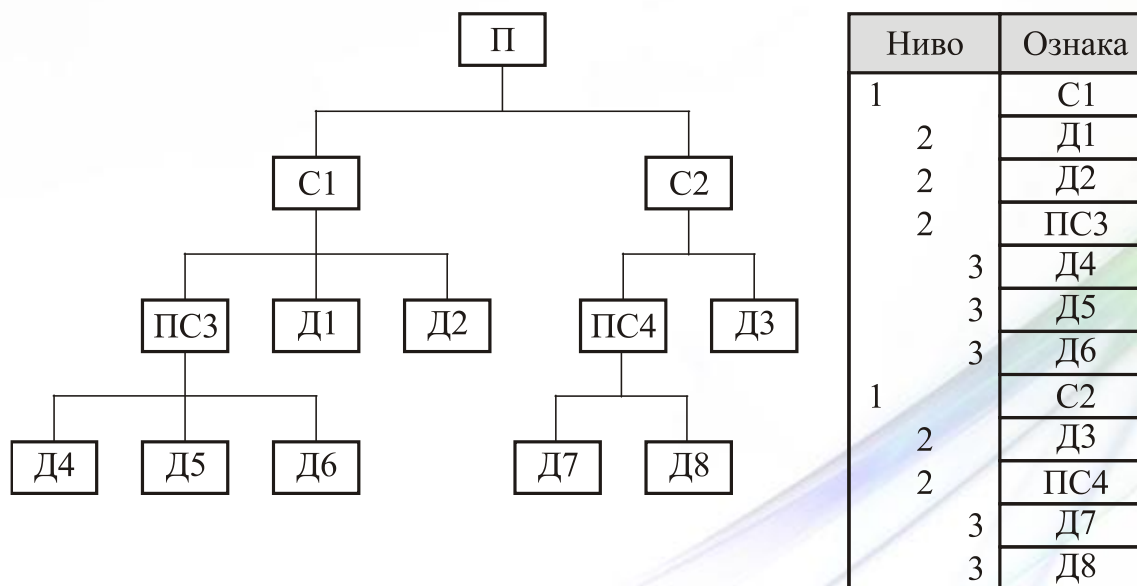 П
С1 С2
ПС3 Д1 Д2 ПС4 Д3
Д4 Д5 Д6 Д7 Д8
Ниво Ознака
1 С1
2 Д1
2 Д2
2 ПС3
3 Д4
3 Д5
3 Д6
1 С2
2 Д3
2 ПС4
3 Д7
3 Д8